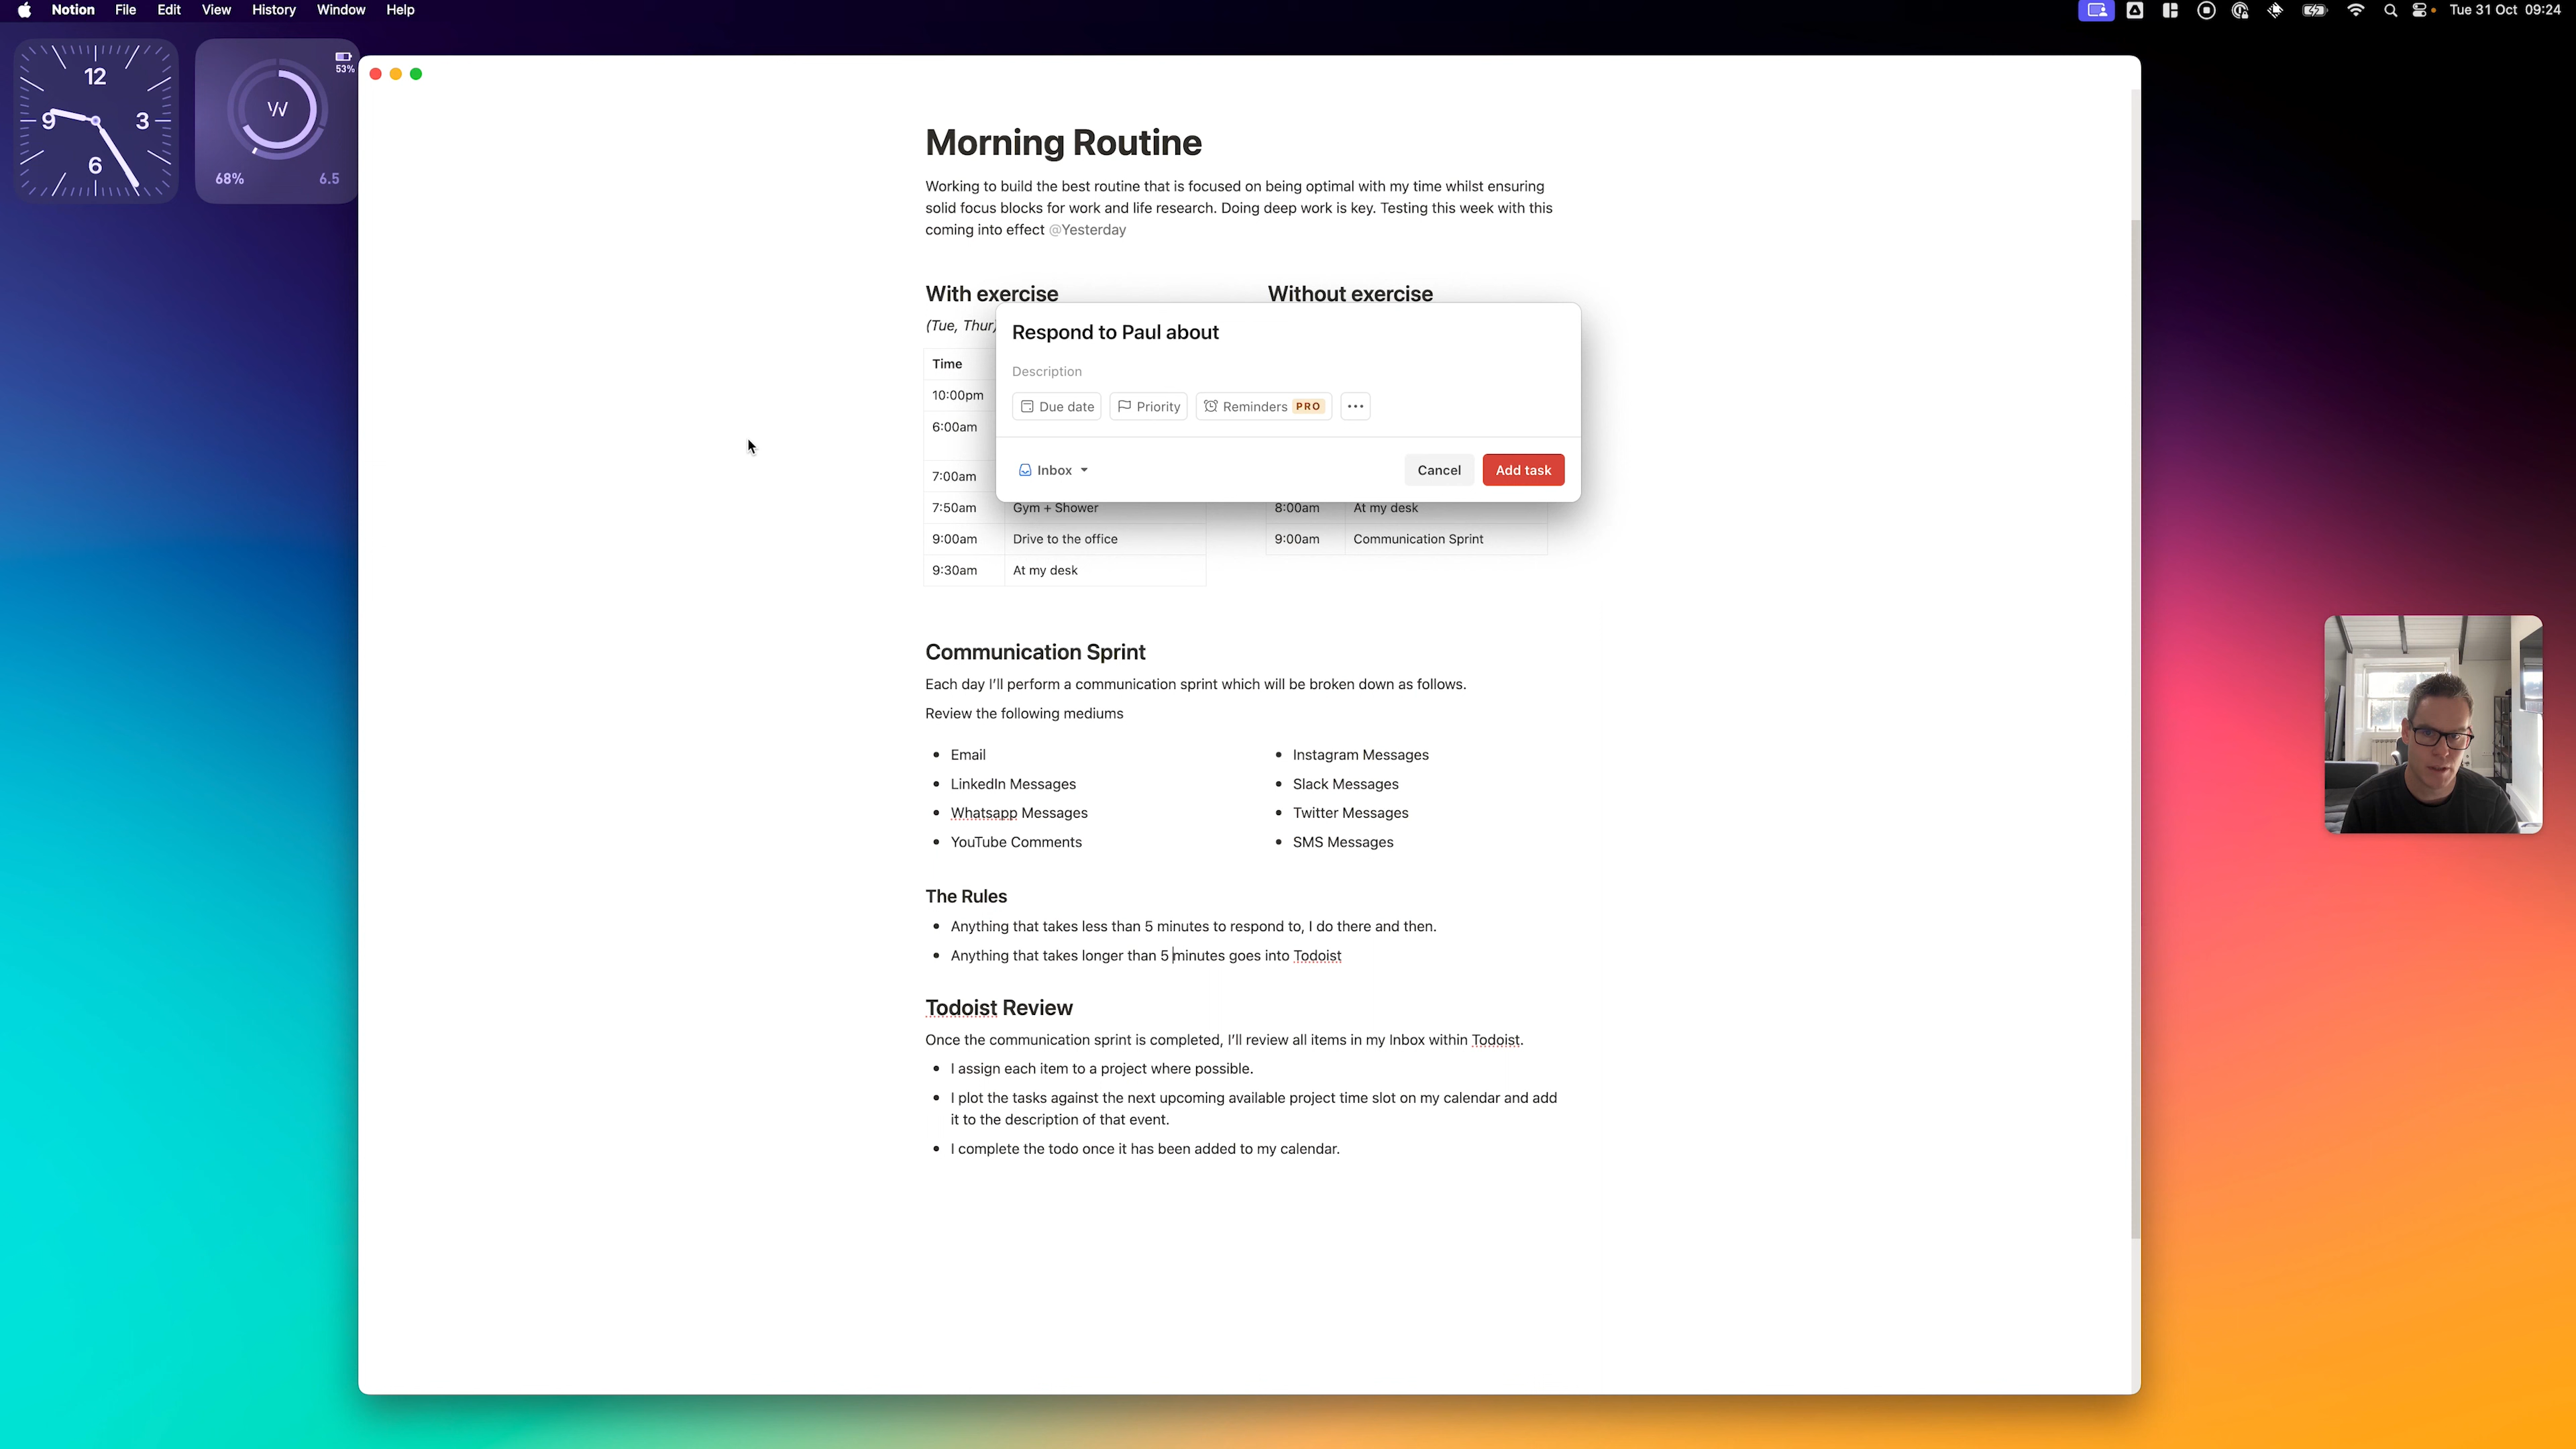 Notion File Edit View History Window Help
Tue 31 Oct 09:24
12
9 3
6
53%
68% 6.5
Morning Routine
Working to build the best routine that is focused on being optimal with my time whilst ensuring
solid focus blocks for work and life research. Doing deep work is key. Testing this week with this
coming into effect @Yesterday
With exercise
(Tue, Thur)
Time
10:00pm
6:00am
7:00am
7:50am Gym + Shower
9:00am Drive to the office
9:30am At my desk
Without exercise
8:00am At my desk
9:00am Communication Sprint
Respond to Paul about
Description
Due date Priority Reminders PRO
Inbox Cancel Add task
Communication Sprint
Each day I'll perform a communication sprint which will be broken down as follows.
Review the following mediums
• Email
• LinkedIn Messages
• Whatsapp Messages
• YouTube Comments
• Instagram Messages
• Slack Messages
• Twitter Messages
• SMS Messages
The Rules
• Anything that takes less than 5 minutes to respond to, I do there and then.
• Anything that takes longer than 5 minutes goes into Todoist
Todoist Review
Once the communication sprint is completed, I'll review all items in my Inbox within Todoist.
• I assign each item to a project where possible.
• I plot the tasks against the next upcoming available project time slot on my calendar and add
it to the description of that event.
• I complete the todo once it has been added to my calendar.